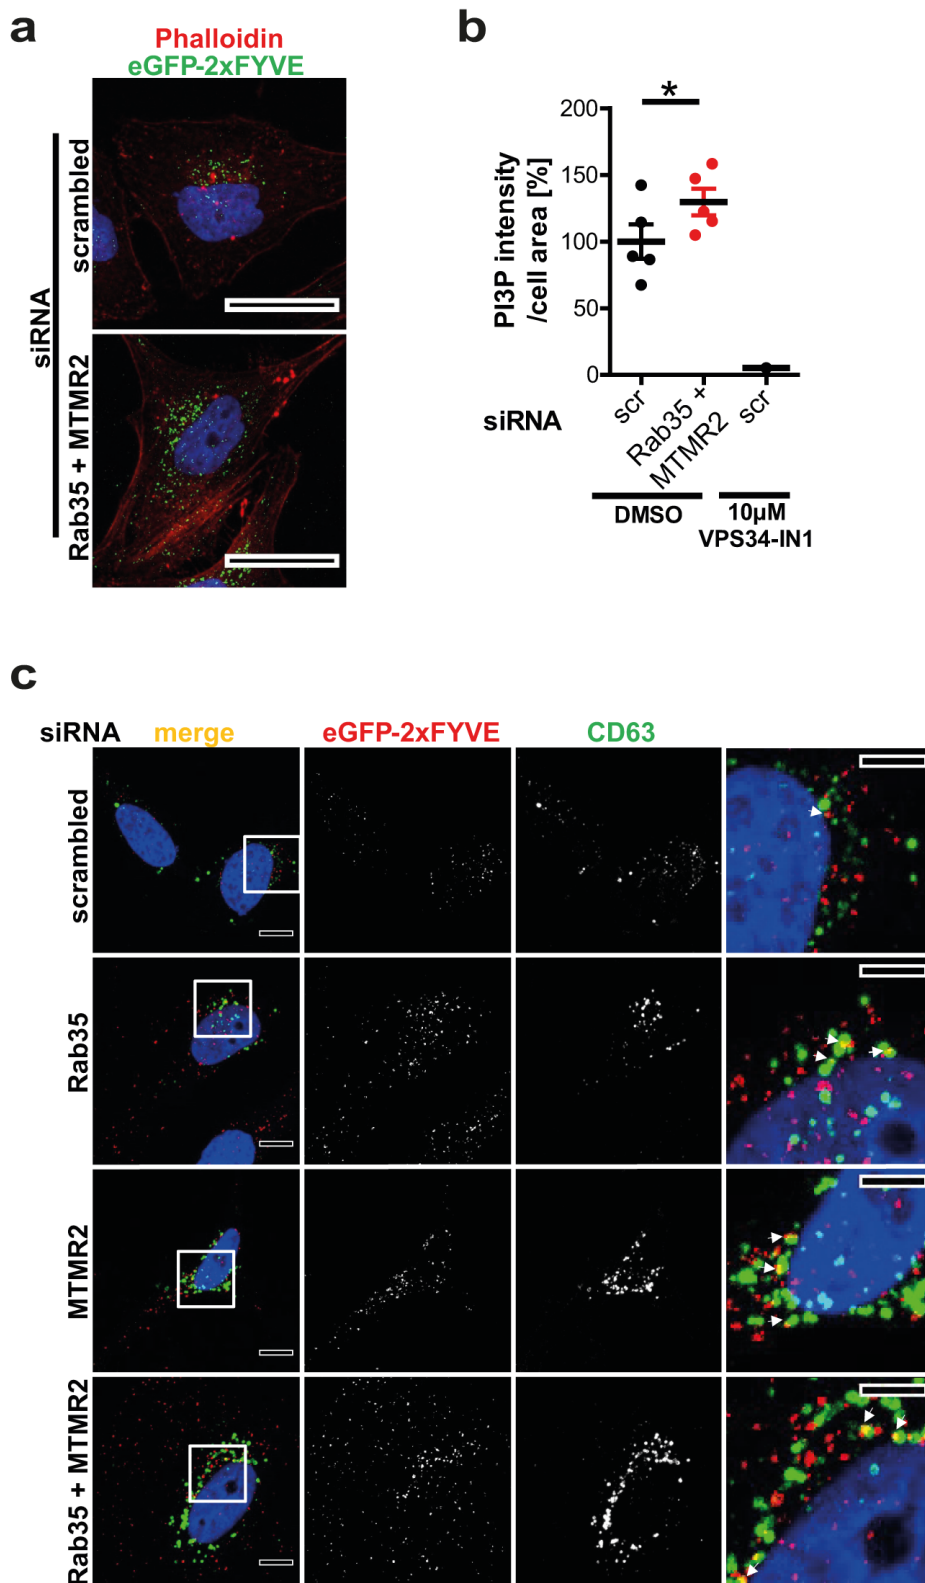 a
Phalloidin
eGFP-2xFYVE
siRNA
scrambled
Rab35 + MTMR2
b
*
PI3P intensity
/cell area [%]
200
150
100
50
0
siRNA
scr
Rab35 +
MTMR2
scr
DMSO
10µM
VPS34-IN1
c
siRNA
merge
eGFP-2xFYVE
CD63
scrambled
Rab35
MTMR2
Rab35 + MTMR2